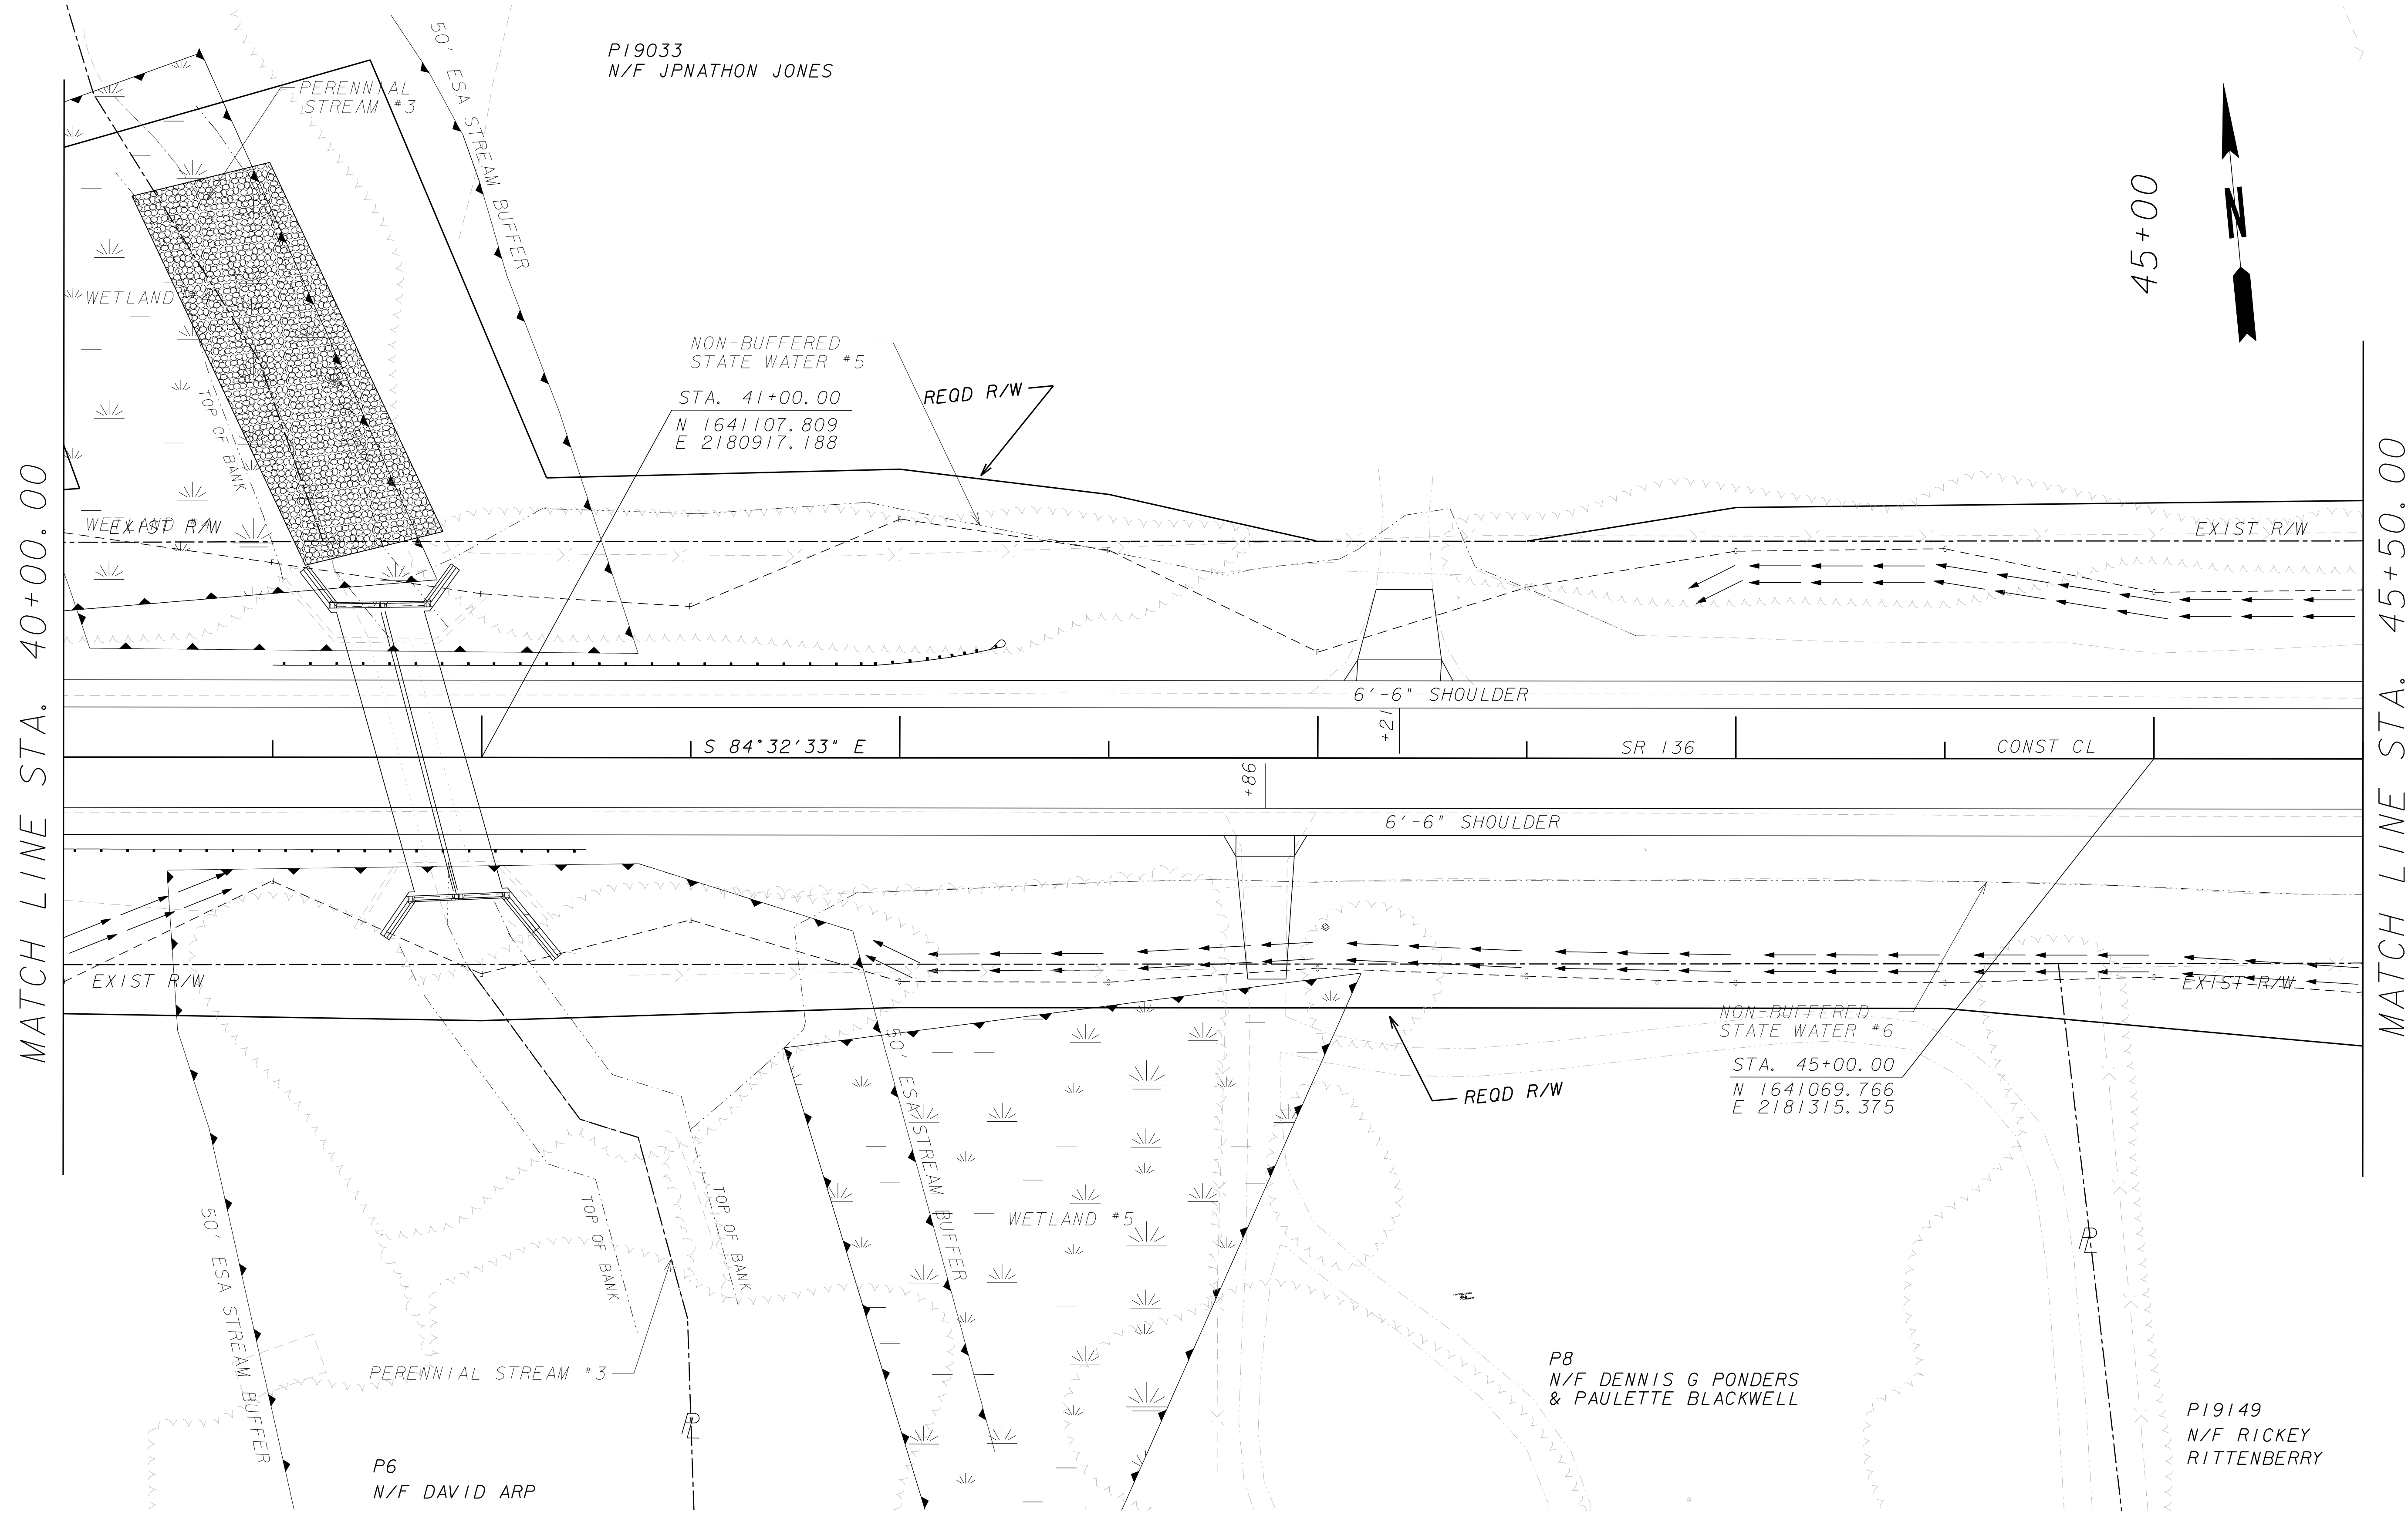 P19033
N/F JPNATHON JONES
50' ESA STREAM BUFFER
PERENNIAL
STREAM #3
45+00
N
WETLAND
NON-BUFFERED
STATE WATER #5
STA. 41+00.00
N 1641107.809
E 2180917.188
REQD R/W
TOP OF BANK
WETLAND #4
EXIST R/W
EXIST R/W
MATCH LINE STA. 40+00.00
MATCH LINE STA. 45+50.00
6'-6" SHOULDER
+21
S 84°32'33" E
SR 136
CONST CL
+86
6'-6" SHOULDER
EXIST R/W
EXIST R/W
NON-BUFFERED
STATE WATER #6
STA. 45+00.00
N 1641069.766
E 2181315.375
REQD R/W
50' ESA STREAM BUFFER
WETLAND #5
TOP OF BANK
TOP OF BANK
50' ESA STREAM BUFFER
PL
PERENNIAL STREAM #3
PL
P8
N/F DENNIS G PONDERS
& PAULETTE BLACKWELL
P19149
N/F RICKEY
RITTENBERRY
P6
N/F DAVID ARP